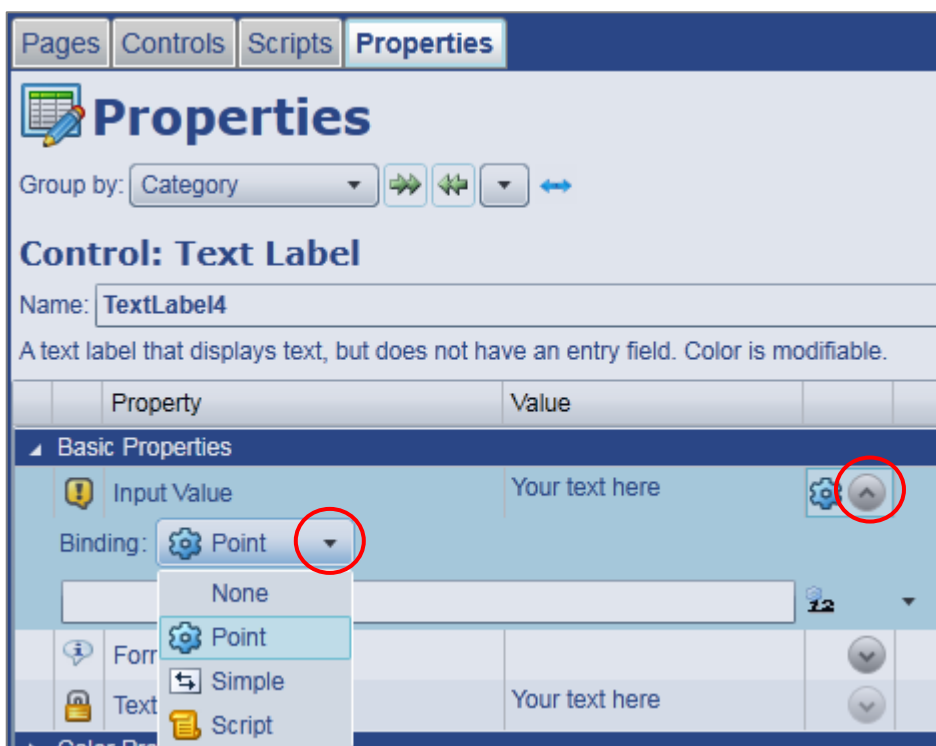 Pages Controls Scripts Properties
Properties
Group by: Category
Control: Text Label
Name: TextLabel4
A text label that displays text, but does not have an entry field. Color is modifiable.
Property Value
Basic Properties
Input Value Your text here
Binding: Point
None
12
Point
Forr
Simple
Text Your text here
Script